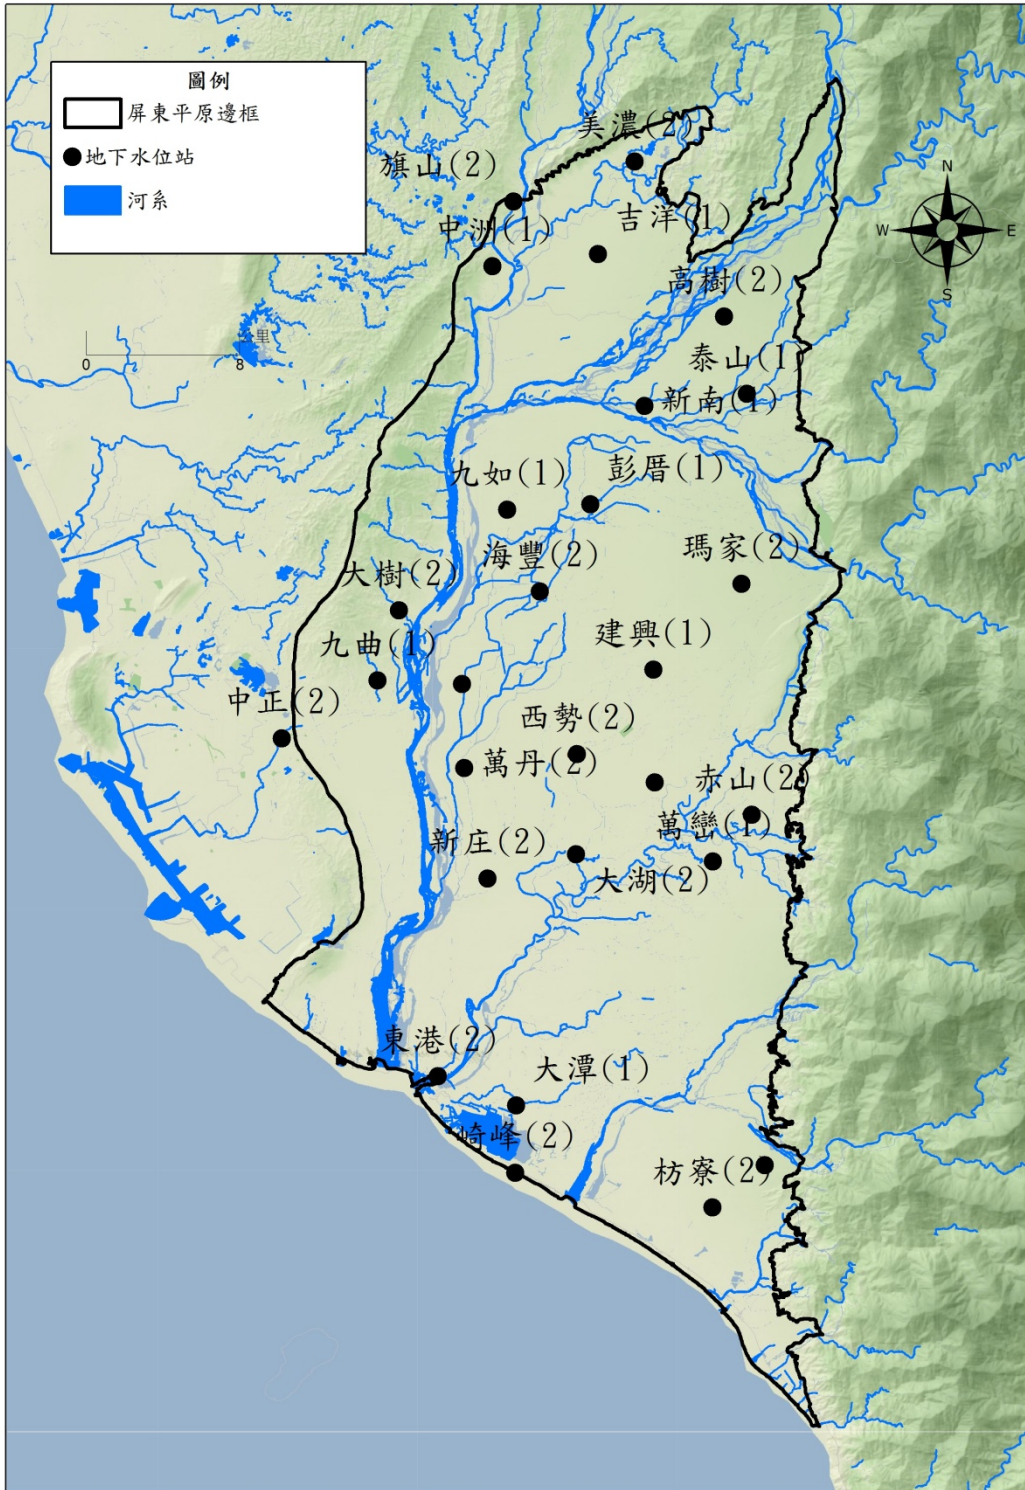 圖例
屏東平原邊框
地下水位站
河系
美濃(2)
旗山(2)
中洲(1)
吉洋(1)
N
W
E
S
高樹(2)
公里
0
8
泰山(1)
新南(1)
九如(1)
彭厝(1)
海豐(2)
瑪家(2)
大樹(2)
九曲(1)
建興(1)
中正(2)
西勢(2)
萬丹(2)
赤山(2)
萬巒(1)
新庄(2)
大湖(2)
東港(2)
大潭(1)
崎峰(2)
枋寮(2)